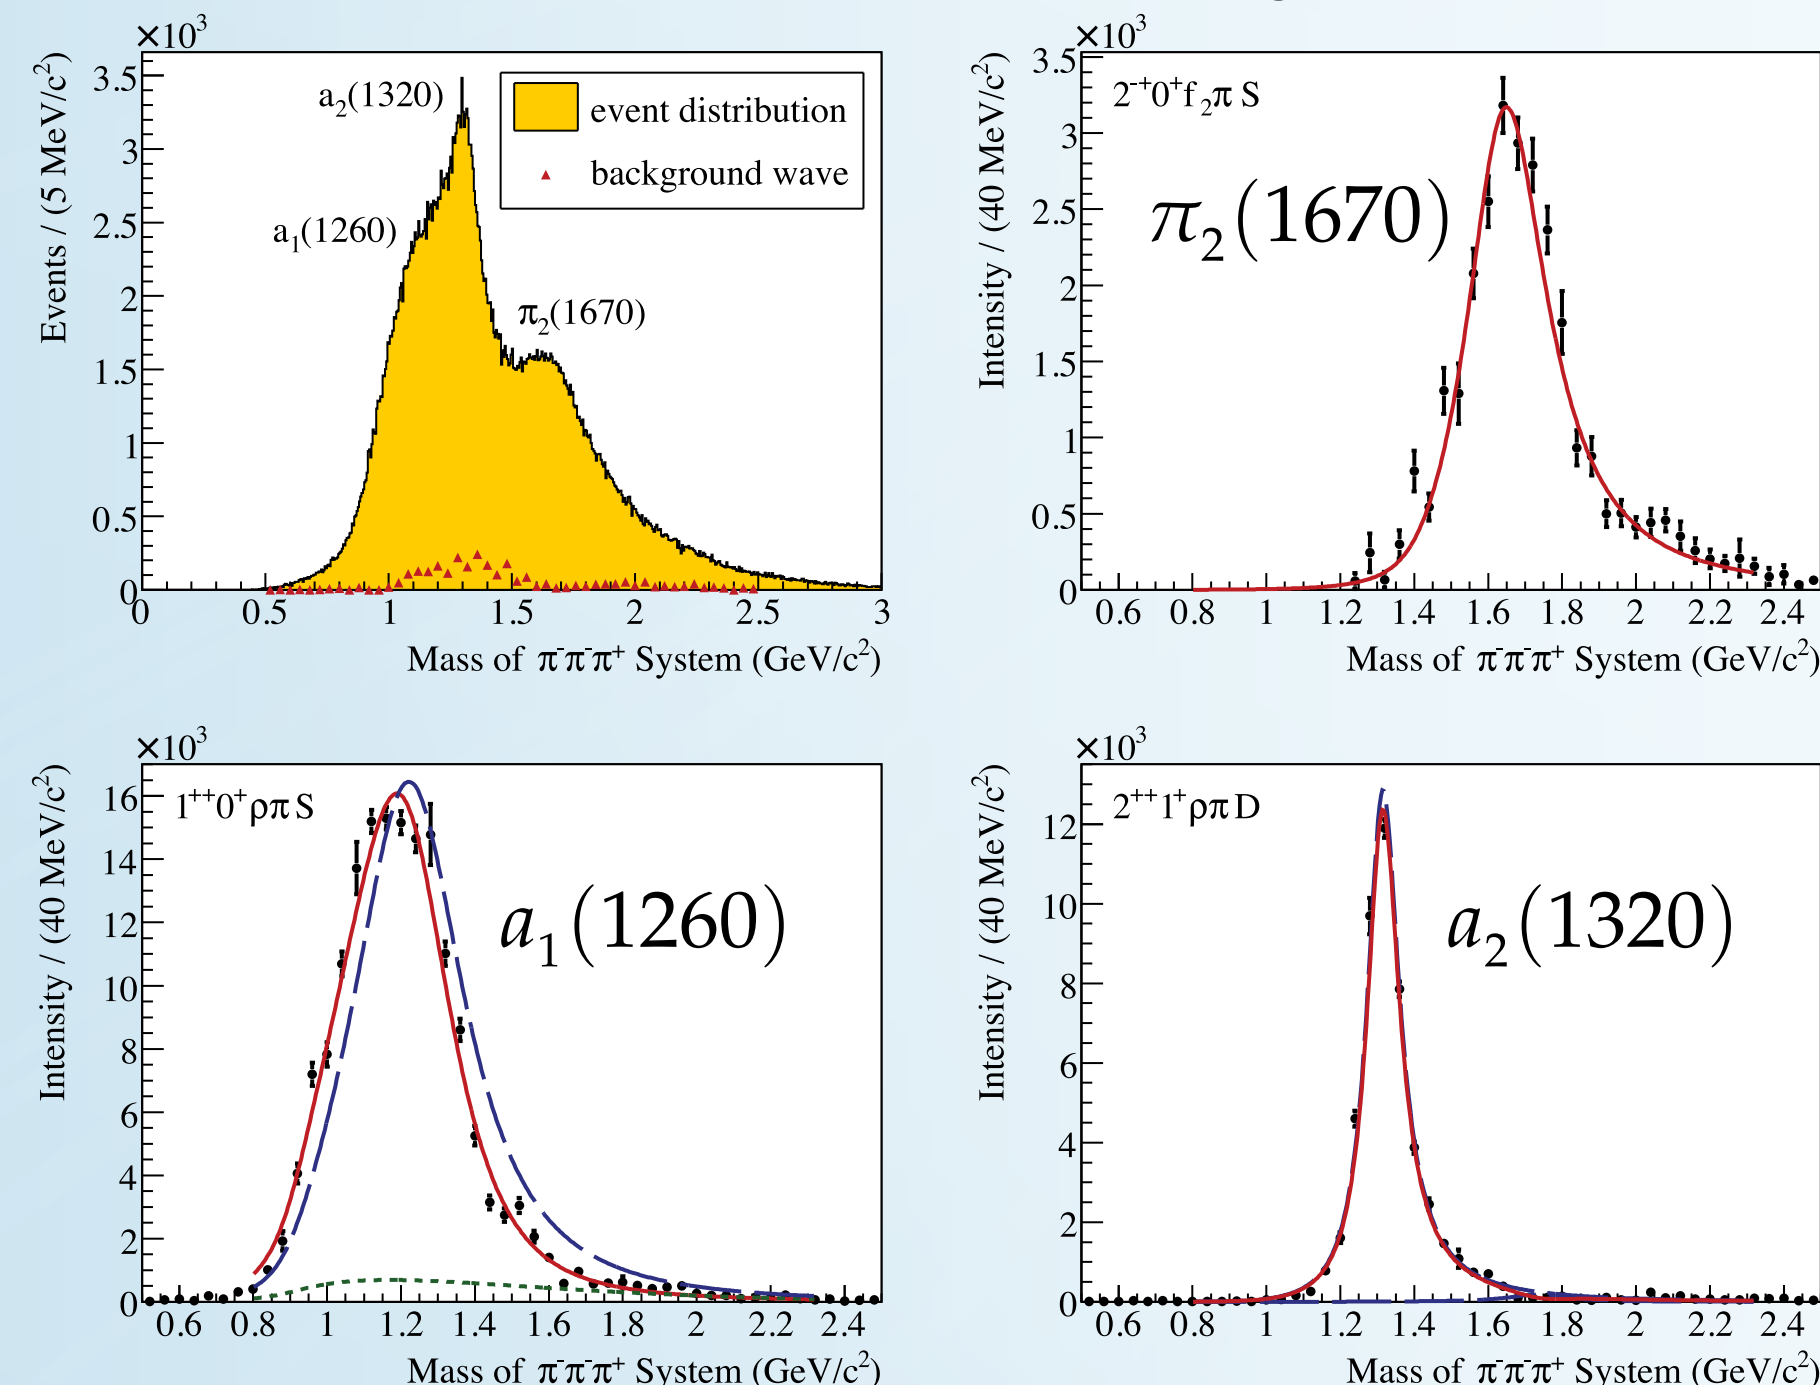 ×10³
Events / (5 MeV/c²)
3.5
3
2.5
2
1.5
1
0.5
0
a₂(1320)
a₁(1260)
π₂(1670)
event distribution
background wave
0 0.5 1 1.5 2 2.5 3
Mass of π⁻π⁻π⁺ System (GeV/c²)
×10³
Intensity / (40 MeV/c²)
3.5
3
2.5
2
1.5
1
0.5
0
2⁻⁺0⁺f₂π S
π₂(1670)
0.6 0.8 1 1.2 1.4 1.6 1.8 2 2.2 2.4
Mass of π⁻π⁻π⁺ System (GeV/c²)
×10³
Intensity / (40 MeV/c²)
16
14
12
10
8
6
4
2
0
1⁺⁺0⁺ρπ S
a₁(1260)
0.6 0.8 1 1.2 1.4 1.6 1.8 2 2.2 2.4
Mass of π⁻π⁻π⁺ System (GeV/c²)
×10³
Intensity / (40 MeV/c²)
12
10
8
6
4
2
0
2⁺⁺1⁺ρπ D
a₂(1320)
0.6 0.8 1 1.2 1.4 1.6 1.8 2 2.2 2.4
Mass of π⁻π⁻π⁺ System (GeV/c²)